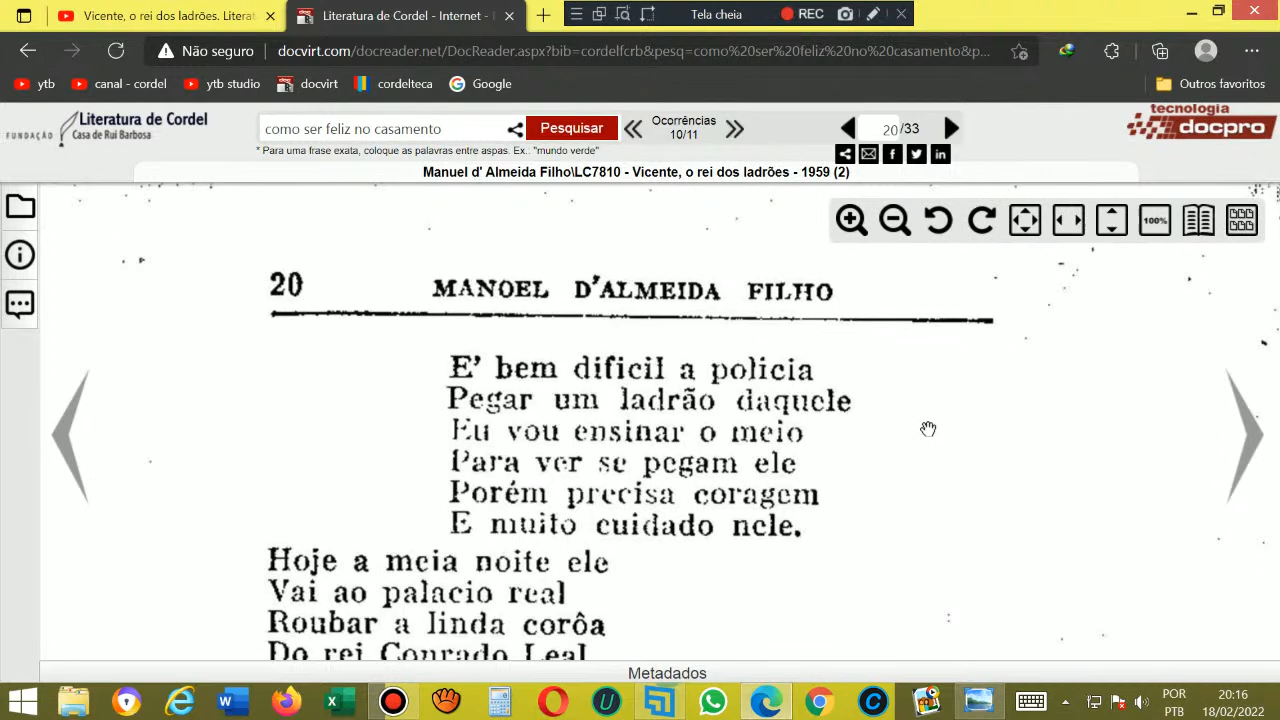 Vicente, o rei dos ladrões. Literat
Literatura de Cordel - Internet - I
Tela cheia
REC
Não seguro
docvirt.com/docreader.net/DocReader.aspx?bib=cordelfcrb&pesq=como%20ser%20feliz%20no%20casamento&p...
ytb
canal - cordel
ytb studio
docvirt
cordelteca
Google
Outros favoritos
FUNDAÇÃO
Literatura de Cordel
Casa de Rui Barbosa
como ser feliz no casamento
Pesquisar
Ocorrências
10/11
20 /33
tecnologia
docpro
* Para uma frase exata, coloque as palavras entre aspas. Ex.: "mundo verde"
Manuel d' Almeida Filho\LC7810 - Vicente, o rei dos ladrões - 1959 (2)
100%
20 MANOEL D'ALMEIDA FILHO
E' bem dificil a policia
Pegar um ladrão daquele
Eu vou ensinar o meio
Para ver se pegam ele
Porém precisa coragem
E muito cuidado nele.
Hoje a meia noite ele
Vai ao palacio real
Roubar a linda corôa
Do rei Conrado Leal
Metadados
POR
PTB
20:16
18/02/2022